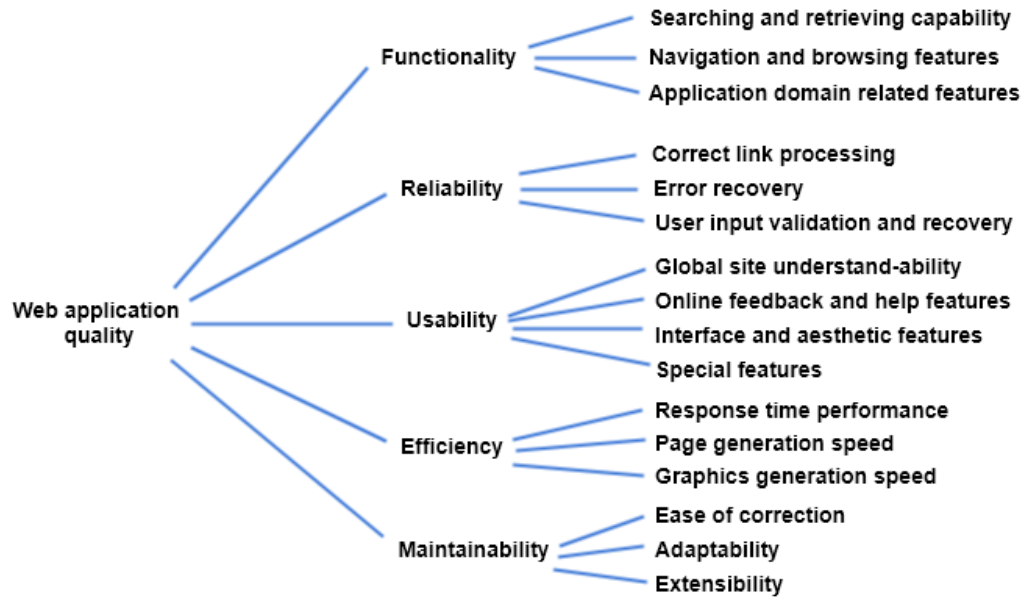 Web application
quality
Functionality
Searching and retrieving capability
Navigation and browsing features
Application domain related features
Reliability
Correct link processing
Error recovery
User input validation and recovery
Usability
Global site understand-ability
Online feedback and help features
Interface and aesthetic features
Special features
Efficiency
Response time performance
Page generation speed
Graphics generation speed
Maintainability
Ease of correction
Adaptability
Extensibility